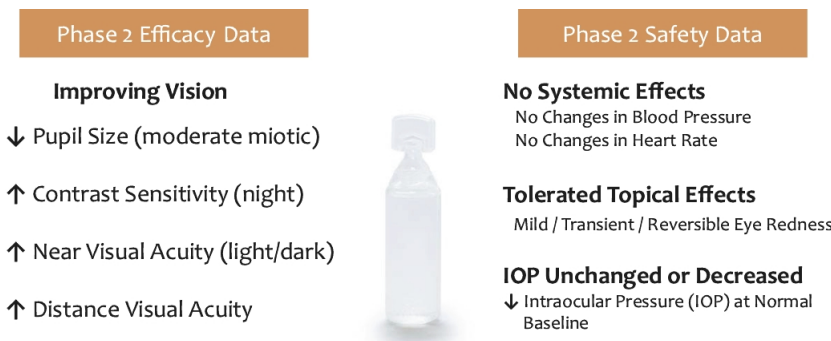 Phase 2 Efficacy Data
Improving Vision
↓ Pupil Size (moderate miotic)
↑ Contrast Sensitivity (night)
↑ Near Visual Acuity (light/dark)
↑ Distance Visual Acuity
Phase 2 Safety Data
No Systemic Effects
No Changes in Blood Pressure
No Changes in Heart Rate
Tolerated Topical Effects
Mild / Transient / Reversible Eye Redness
IOP Unchanged or Decreased
↓ Intraocular Pressure (IOP) at Normal
Baseline